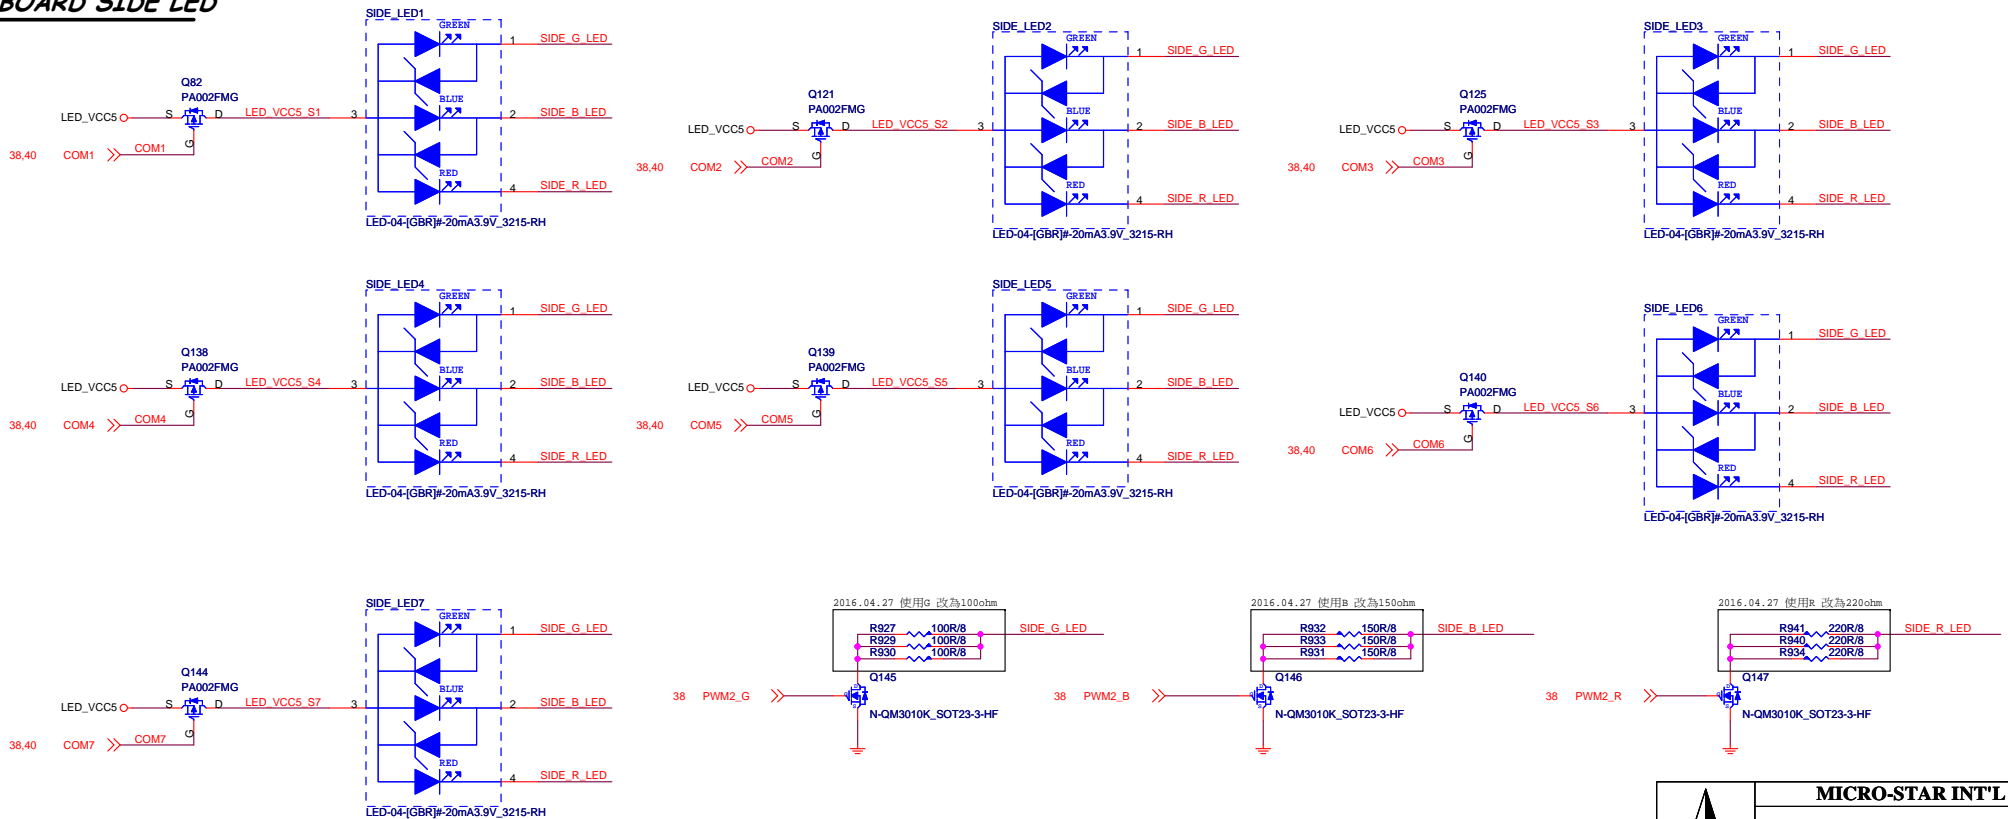 BOARD SIDE LED
SIDE_LED1
GREEN
1 SIDE_G_LED
Q82
PA002FMG
LED_VCC5 S D LED_VCC5_S1 3
G
BLUE
2 SIDE_B_LED
38,40 COM1 COM1
RED
4 SIDE_R_LED
LED-04-[GBR]#-20mA3.9V_3215-RH
SIDE_LED2
GREEN
1 SIDE_G_LED
Q121
PA002FMG
LED_VCC5 S D LED_VCC5_S2 3
G
BLUE
2 SIDE_B_LED
38,40 COM2 COM2
RED
4 SIDE_R_LED
LED-04-[GBR]#-20mA3.9V_3215-RH
SIDE_LED3
GREEN
1 SIDE_G_LED
Q125
PA002FMG
LED_VCC5 S D LED_VCC5_S3 3
G
BLUE
2 SIDE_B_LED
38,40 COM3 COM3
RED
4 SIDE_R_LED
LED-04-[GBR]#-20mA3.9V_3215-RH
SIDE_LED4
GREEN
1 SIDE_G_LED
Q138
PA002FMG
LED_VCC5 S D LED_VCC5_S4 3
G
BLUE
2 SIDE_B_LED
38,40 COM4 COM4
RED
4 SIDE_R_LED
LED-04-[GBR]#-20mA3.9V_3215-RH
SIDE_LED5
GREEN
1 SIDE_G_LED
Q139
PA002FMG
LED_VCC5 S D LED_VCC5_S5 3
G
BLUE
2 SIDE_B_LED
38,40 COM5 COM5
RED
4 SIDE_R_LED
LED-04-[GBR]#-20mA3.9V_3215-RH
SIDE_LED6
GREEN
1 SIDE_G_LED
Q140
PA002FMG
LED_VCC5 S D LED_VCC5_S6 3
G
BLUE
2 SIDE_B_LED
38,40 COM6 COM6
RED
4 SIDE_R_LED
LED-04-[GBR]#-20mA3.9V_3215-RH
SIDE_LED7
GREEN
1 SIDE_G_LED
Q144
PA002FMG
LED_VCC5 S D LED_VCC5_S7 3
G
BLUE
2 SIDE_B_LED
38,40 COM7 COM7
RED
4 SIDE_R_LED
LED-04-[GBR]#-20mA3.9V_3215-RH
2016.04.27 使用G 改為100ohm
R927 100R/8 SIDE_G_LED
R929 100R/8
R930 100R/8
Q145
38 PWM2_G
N-QM3010K_SOT23-3-HF
2016.04.27 使用B 改為150ohm
R932 150R/8 SIDE_B_LED
R933 150R/8
R931 150R/8
Q146
38 PWM2_B
N-QM3010K_SOT23-3-HF
2016.04.27 使用R 改為220ohm
R941 220R/8 SIDE_R_LED
R940 220R/8
R934 220R/8
Q147
38 PWM2_R
N-QM3010K_SOT23-3-HF
MICRO-STAR INT'L